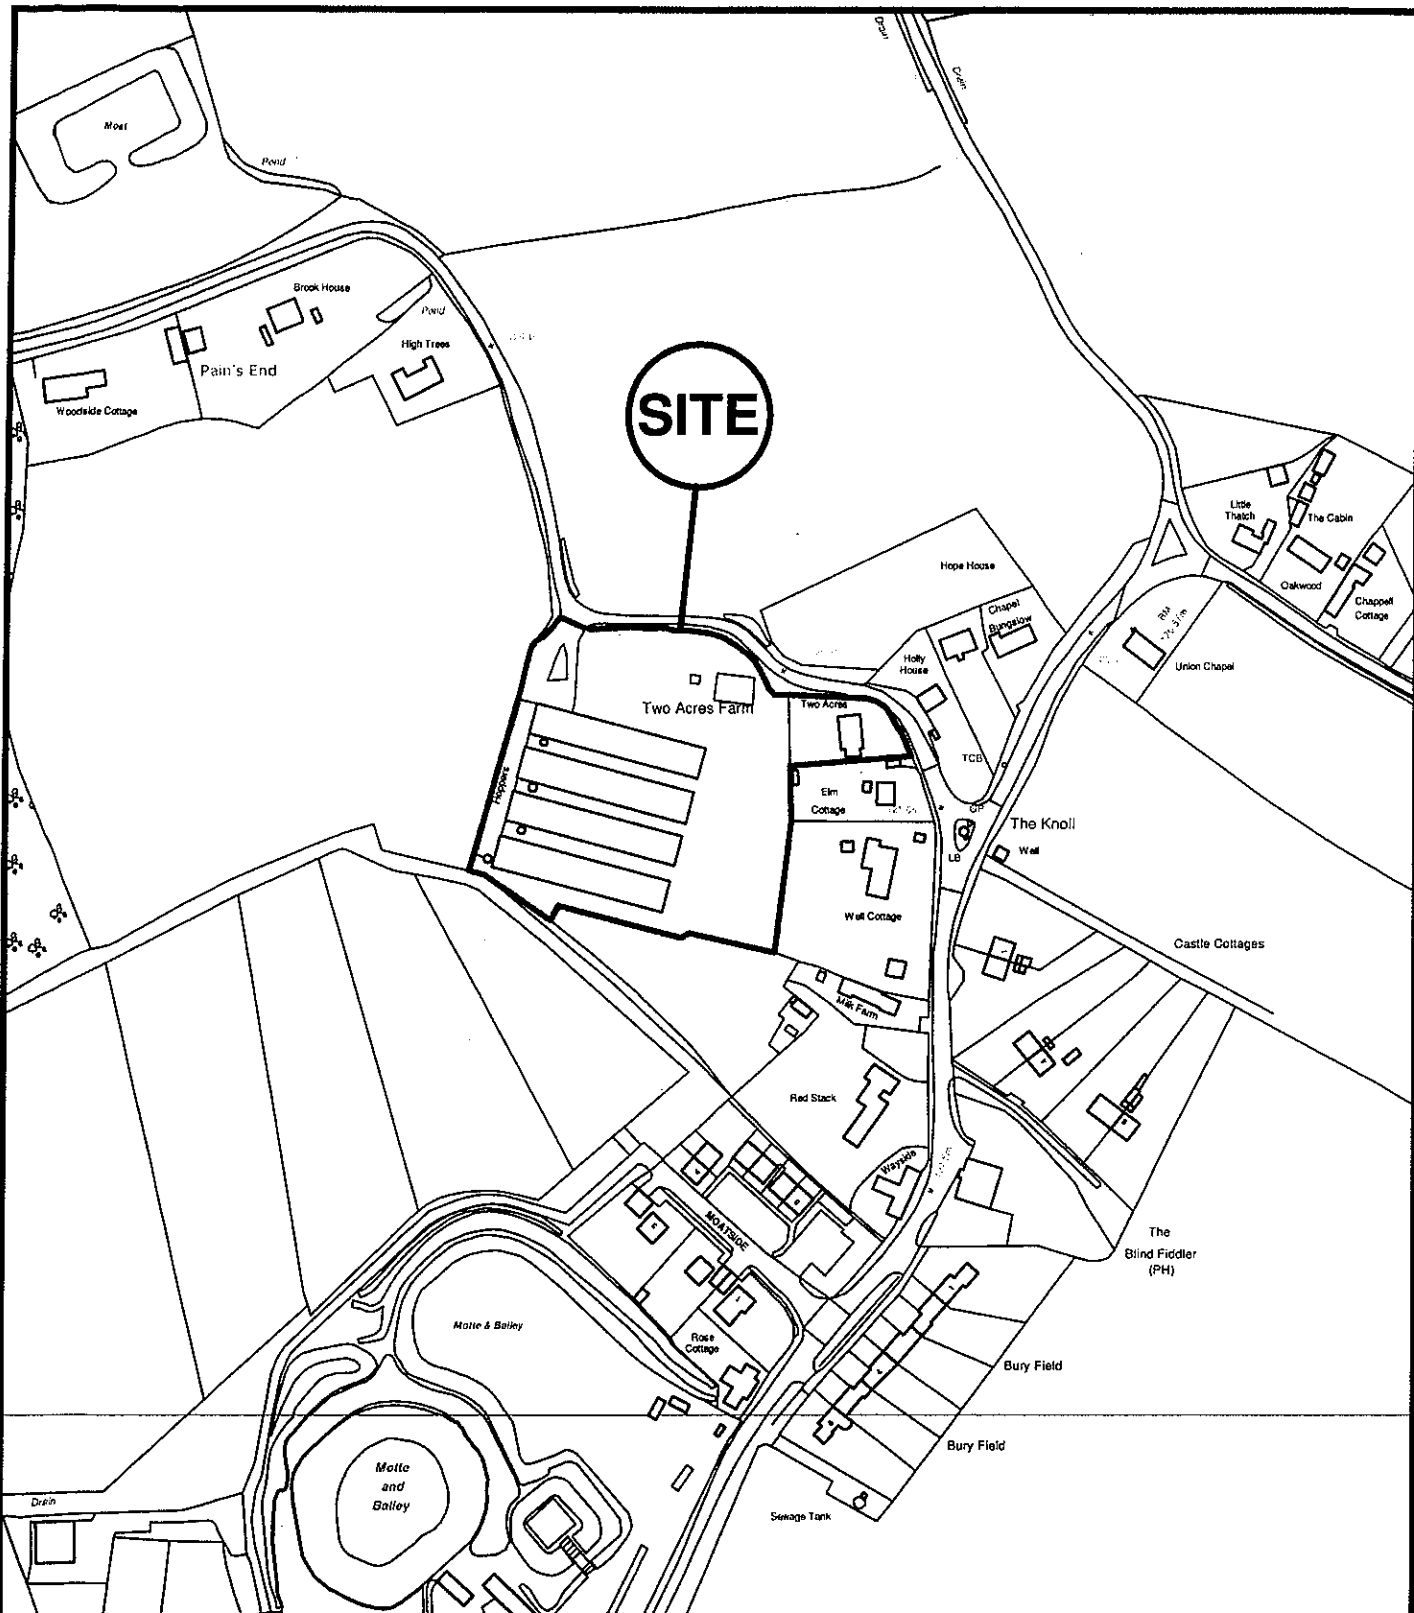 Drain
Drain
Moat
Pond
Brook House
Pond
High Trees
Pain's End
Woodside Cottage
SITE
Little
Thatch
The Cabin
Oakwood
Chappell
Cottage
Hope House
Chapel
Bungalow
Holly
House
Union Chapel
Two Acres Farm
Two Acres
TCB
Hoppers
Elm
Cottage
GP
The Knoll
LB
Well
Well Cottage
Castle Cottages
Milk Farm
Red Stack
Wayside
MOATSIDE
The
Blind Fiddler
(PH)
Motte & Bailey
Rose
Cottage
Bury Field
Bury Field
Motte
and
Bailey
Drain
Sewage Tank